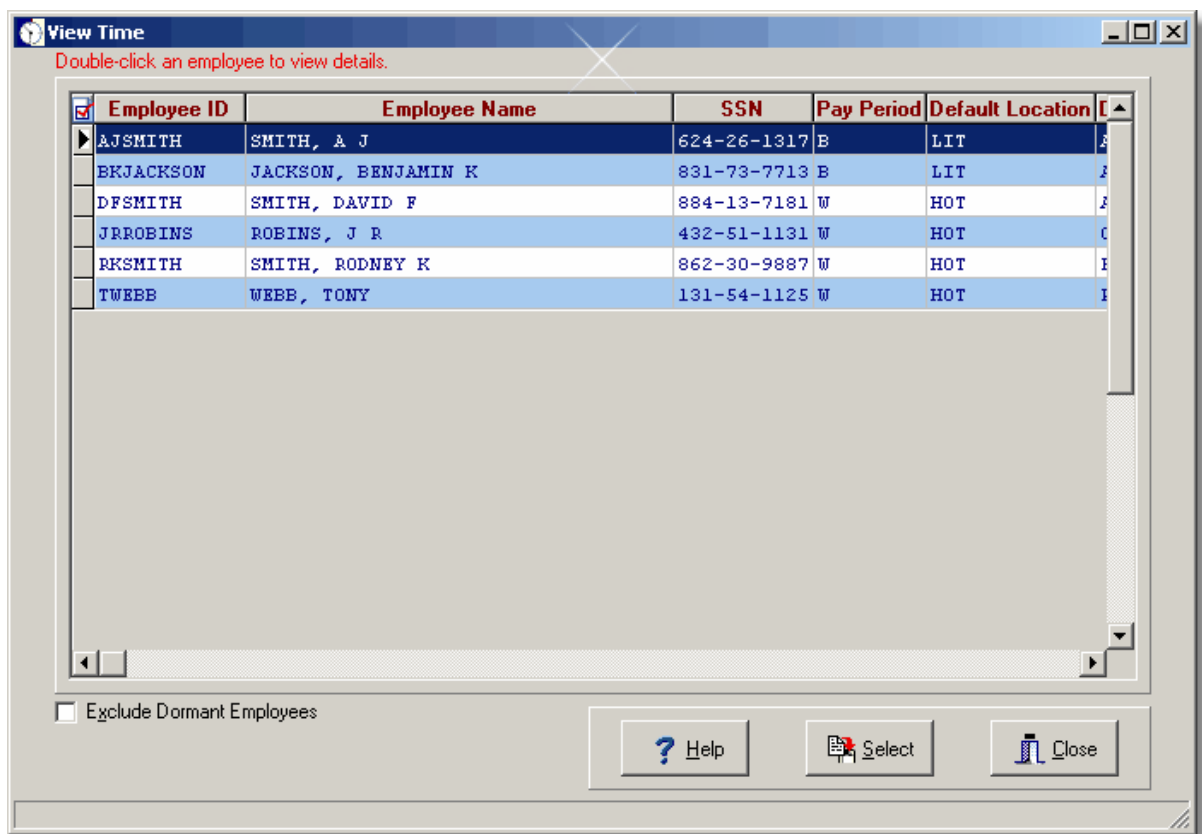 View Time
Double-click an employee to view details.
Employee ID Employee Name SSN Pay Period Default Location
AJSMITH SMITH, A J 624-26-1317 B LIT
BKJACKSON JACKSON, BENJAMIN K 831-73-7713 B LIT
DFSMITH SMITH, DAVID F 884-13-7181 W HOT
JRROBINS ROBINS, J R 432-51-1131 W HOT
RKSMITH SMITH, RODNEY K 862-30-9887 W HOT
TWEBB WEBB, TONY 131-54-1125 W HOT
Exclude Dormant Employees
? Help Select Close